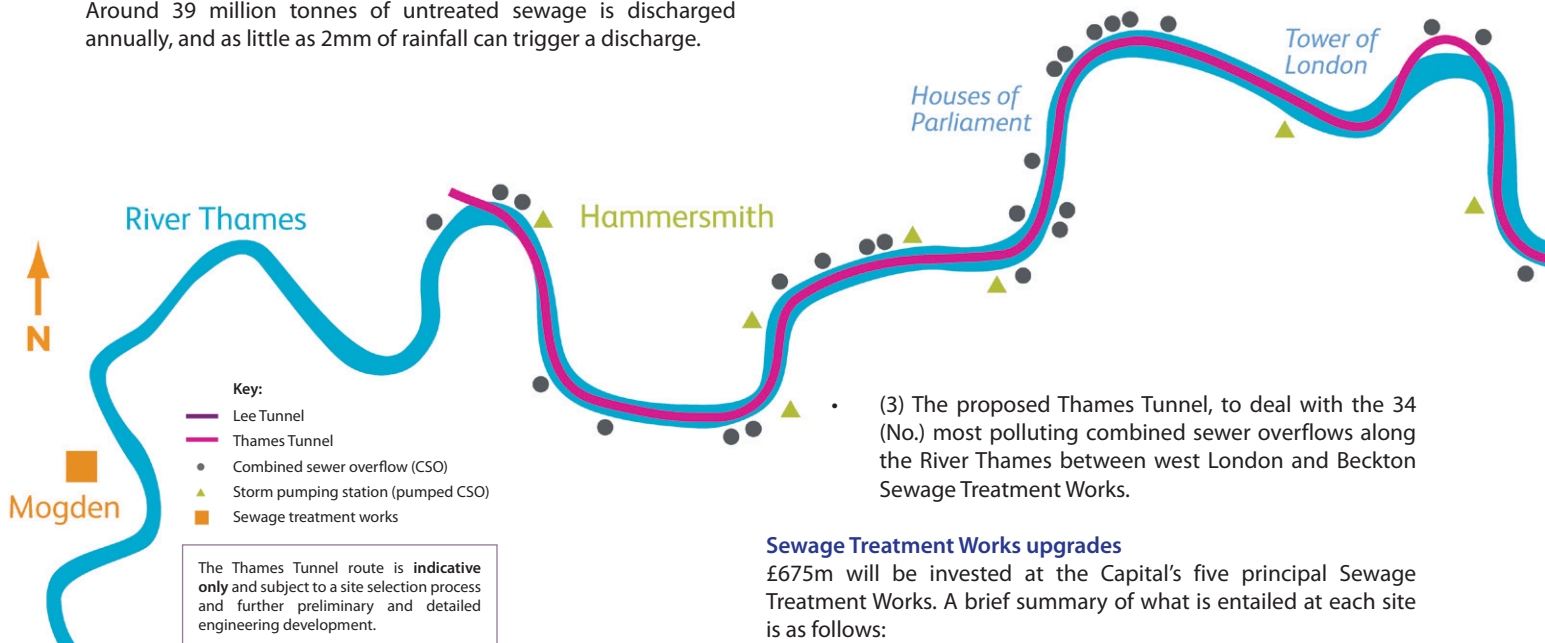 Around 39 million tonnes of untreated sewage is discharged
annually, and as little as 2mm of rainfall can trigger a discharge.
Tower of
London
Houses of
Parliament
River Thames
Hammersmith
N
Mogden
Key:
Lee Tunnel
Thames Tunnel
Combined sewer overflow (CSO)
Storm pumping station (pumped CSO)
Sewage treatment works
The Thames Tunnel route is indicative
only and subject to a site selection process
and further preliminary and detailed
engineering development.
• (3) The proposed Thames Tunnel, to deal with the 34
(No.) most polluting combined sewer overflows along
the River Thames between west London and Beckton
Sewage Treatment Works.
Sewage Treatment Works upgrades
£675m will be invested at the Capital's five principal Sewage
Treatment Works. A brief summary of what is entailed at each site
is as follows: